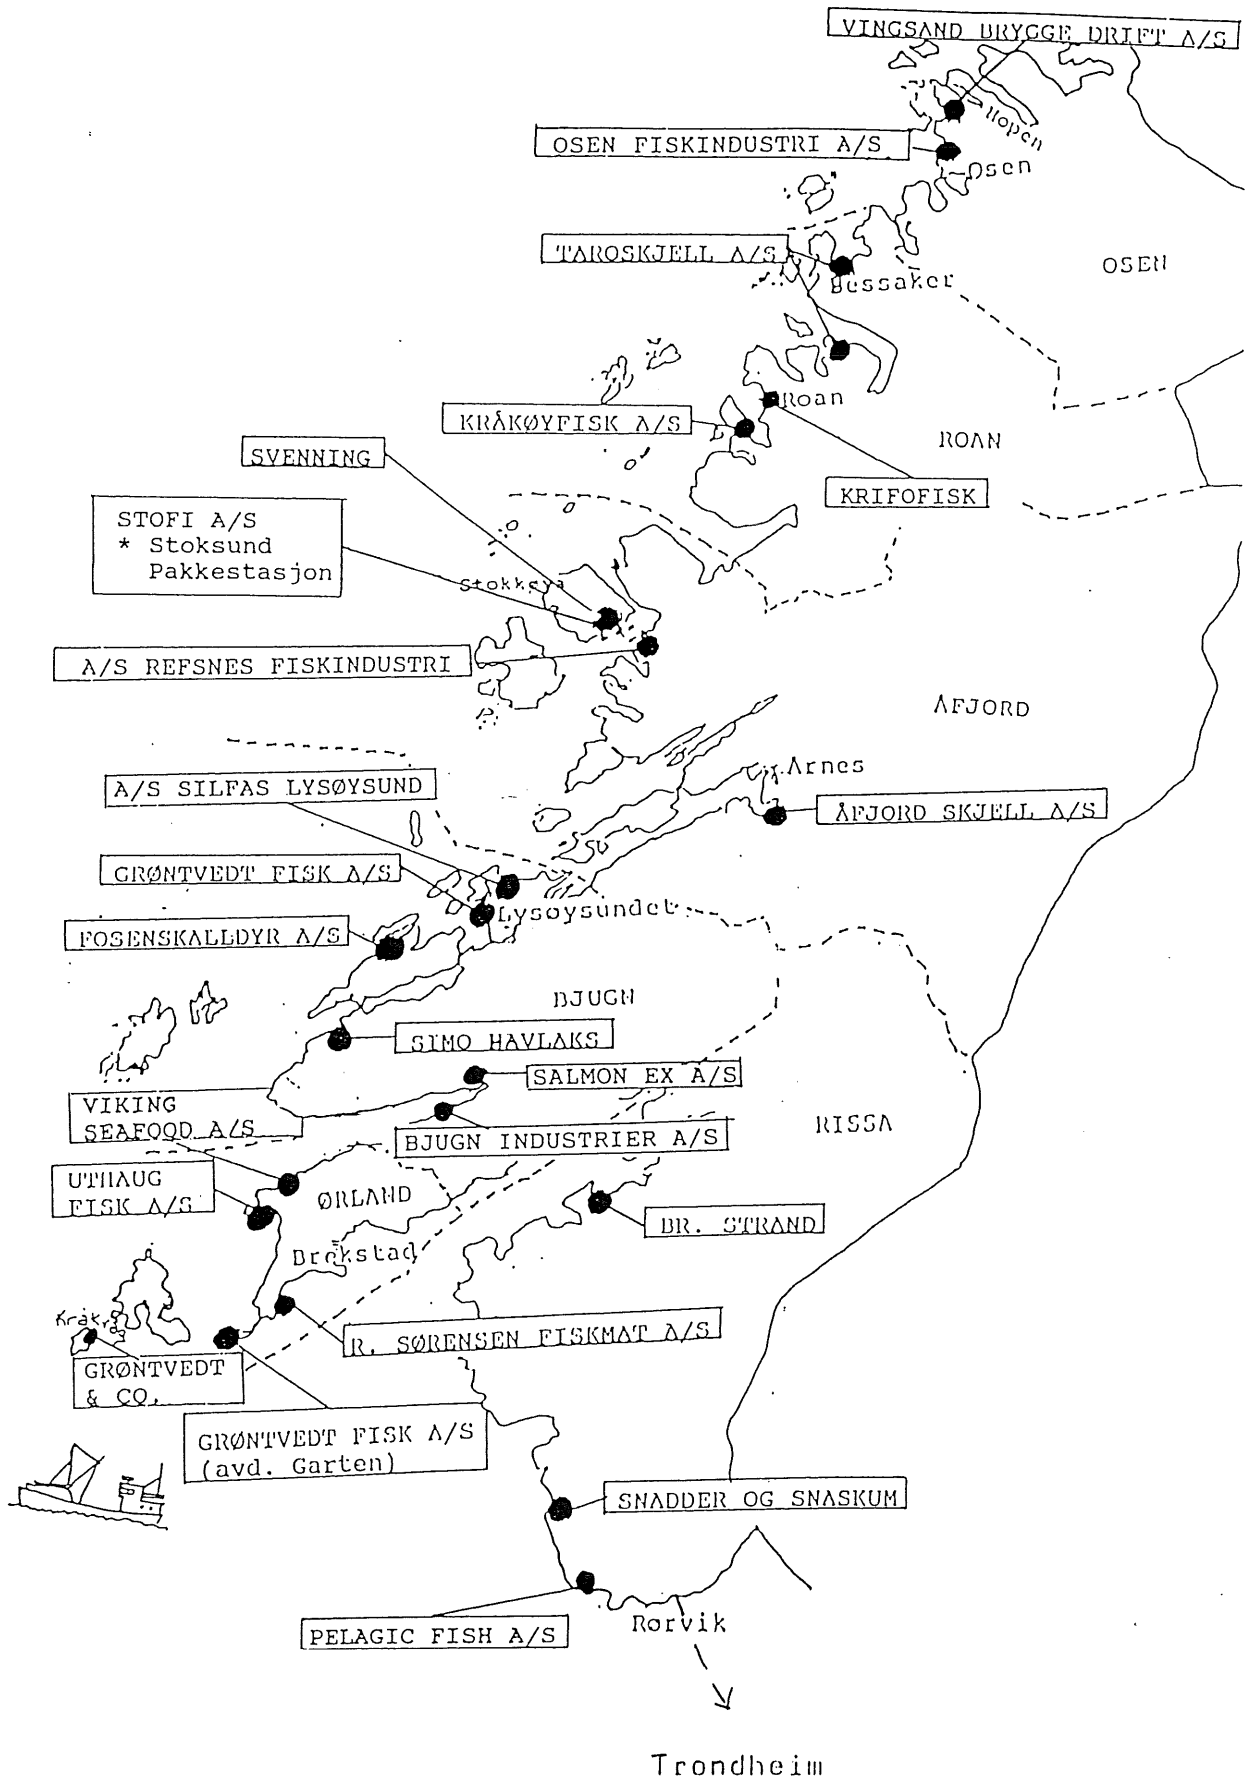 VINGSAND BRYGGE DRIFT A/S
Hopen
OSEN FISKINDUSTRI A/S
Osen
TAROSKJELL A/S
OSEN
Bessaker
Roan
KRÅKØYFISK A/S
ROAN
SVENNING
KRIFOFISK
STOFI A/S
* Stoksund
Pakkestasjon
Stokkøya
A/S REFSNES FISKINDUSTRI
ÅFJORD
Årnes
A/S SILFAS LYSØYSUND
ÅFJORD SKJELL A/S
GRØNTVEDT FISK A/S
Lysøysundet
FOSENSKALLDYR A/S
BJUGN
SIMO HAVLAKS
SALMON EX A/S
VIKING
SEAFOOD A/S
RISSA
BJUGN INDUSTRIER A/S
UTHAUG
FISK A/S
ØRLAND
BR. STRAND
Brekstad
Kråkvåg
R. SØRENSEN FISKMAT A/S
GRØNTVEDT
& CO.
GRØNTVEDT FISK A/S
(avd. Garten)
SNADDER OG SNASKUM
PELAGIC FISH A/S
Rørvik
Trondheim